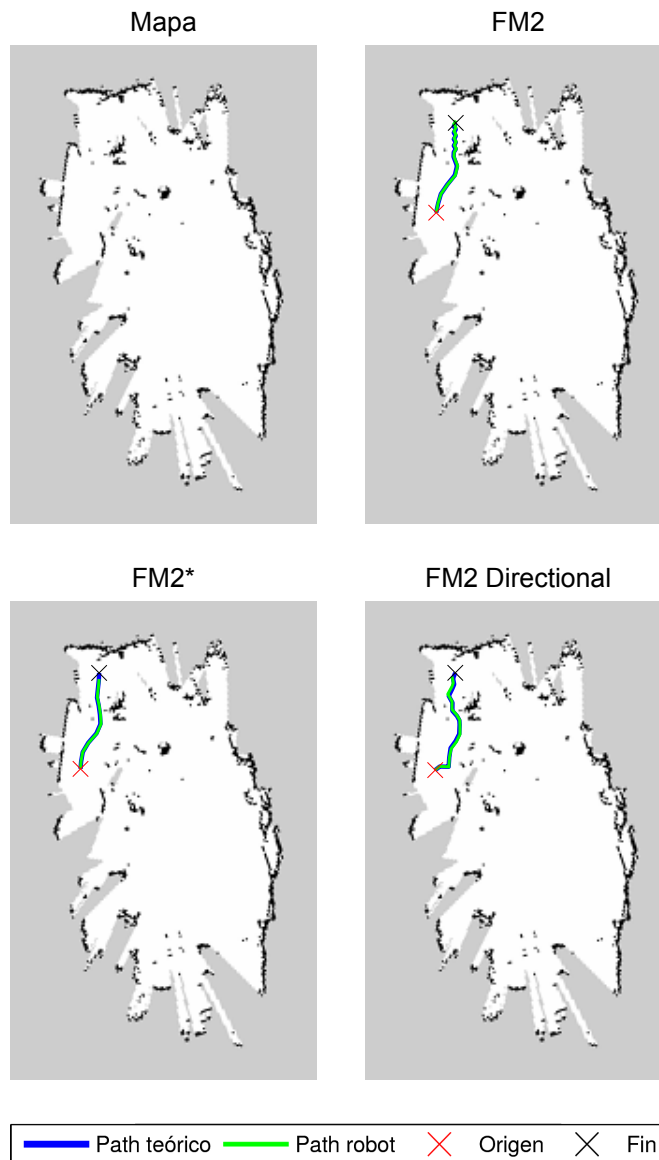 Mapa
FM2
FM2*
FM2 Directional
Path teórico
Path robot
Origen
Fin